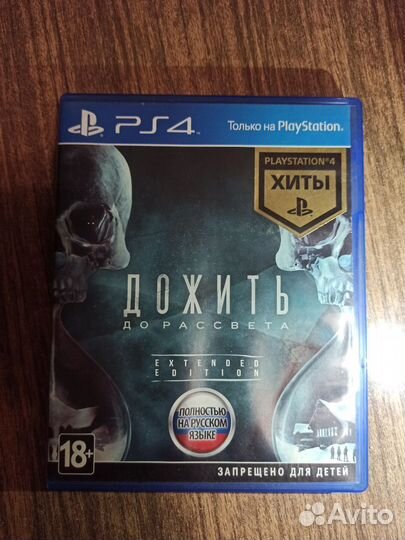 PS4
Только на PlayStation.
PLAYSTATION®4
ХИТЫ
ДОЖИТЬ
ДО РАССВЕТА
EXTENDED
EDITION
ПОЛНОСТЬЮ
НА РУССКОМ
ЯЗЫКЕ
18+
ЗАПРЕЩЕНО ДЛЯ ДЕТЕЙ
Avito